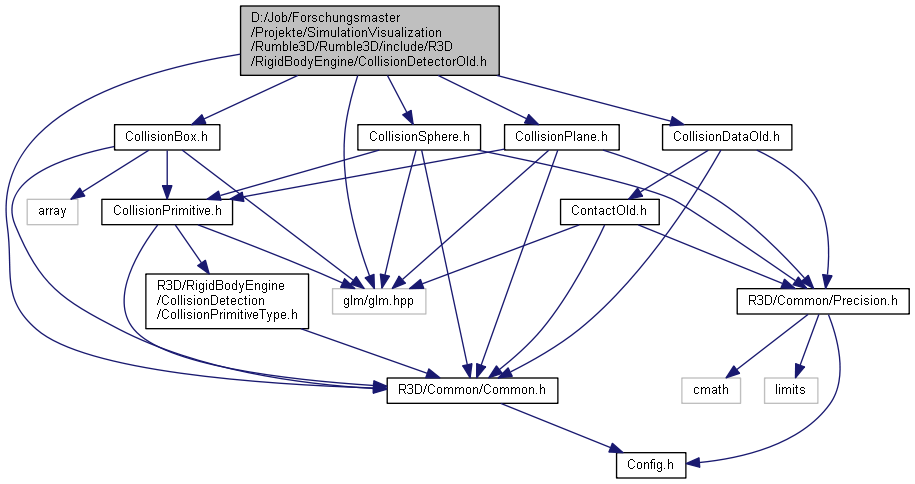 D:/Job/Forschungsmaster
/Projekte/SimulationVisualization
/Rumble3D/Rumble3D/include/R3D
/RigidBodyEngine/CollisionDetectorOld.h
CollisionBox.h
CollisionSphere.h
CollisionPlane.h
CollisionDataOld.h
array
CollisionPrimitive.h
ContactOld.h
R3D/RigidBodyEngine
/CollisionDetection
/CollisionPrimitiveType.h
glm/glm.hpp
R3D/Common/Precision.h
R3D/Common/Common.h
cmath
limits
Config.h